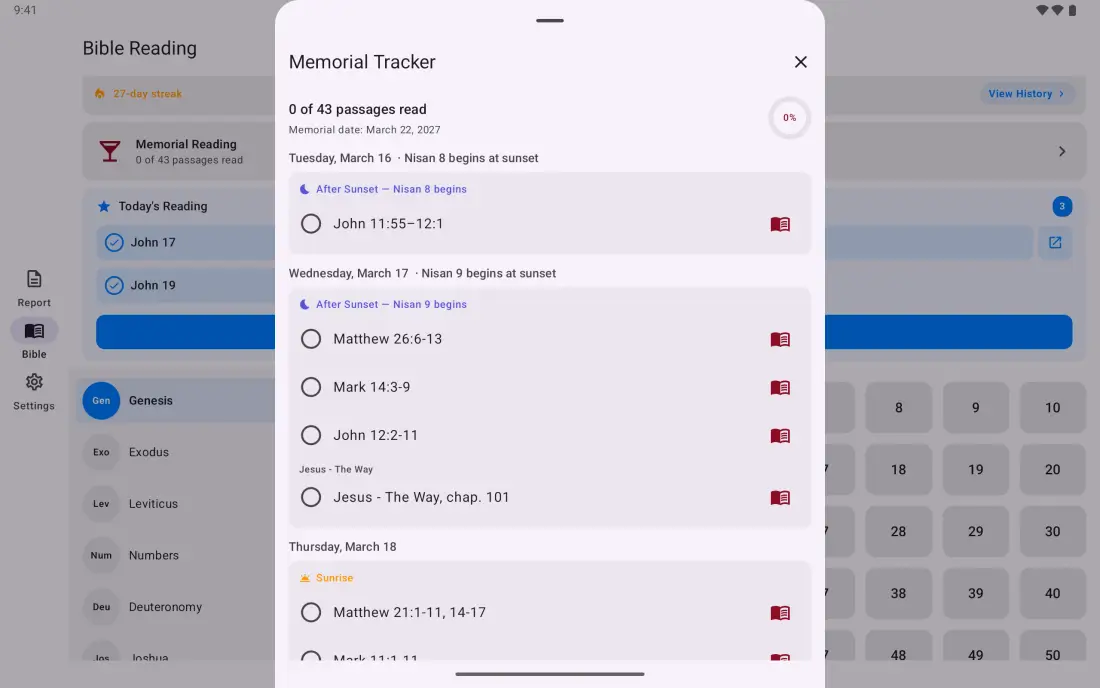 9:41
Bible Reading
27-day streak
View History
Memorial Reading
0 of 43 passages read
Today's Reading
3
John 17
John 19
Report
Bible
Settings
Gen Genesis
Exo Exodus
Lev Leviticus
Num Numbers
Deu Deuteronomy
Jos Joshua
Memorial Tracker
0 of 43 passages read
Memorial date: March 22, 2027
0%
Tuesday, March 16 · Nisan 8 begins at sunset
After Sunset — Nisan 8 begins
John 11:55–12:1
Wednesday, March 17 · Nisan 9 begins at sunset
After Sunset — Nisan 9 begins
Matthew 26:6-13
Mark 14:3-9
John 12:2-11
Jesus - The Way
Jesus - The Way, chap. 101
Thursday, March 18
Sunrise
Matthew 21:1-11, 14-17
Mark 11:1-11
8 9 10
18 19 20
28 29 30
38 39 40
48 49 50